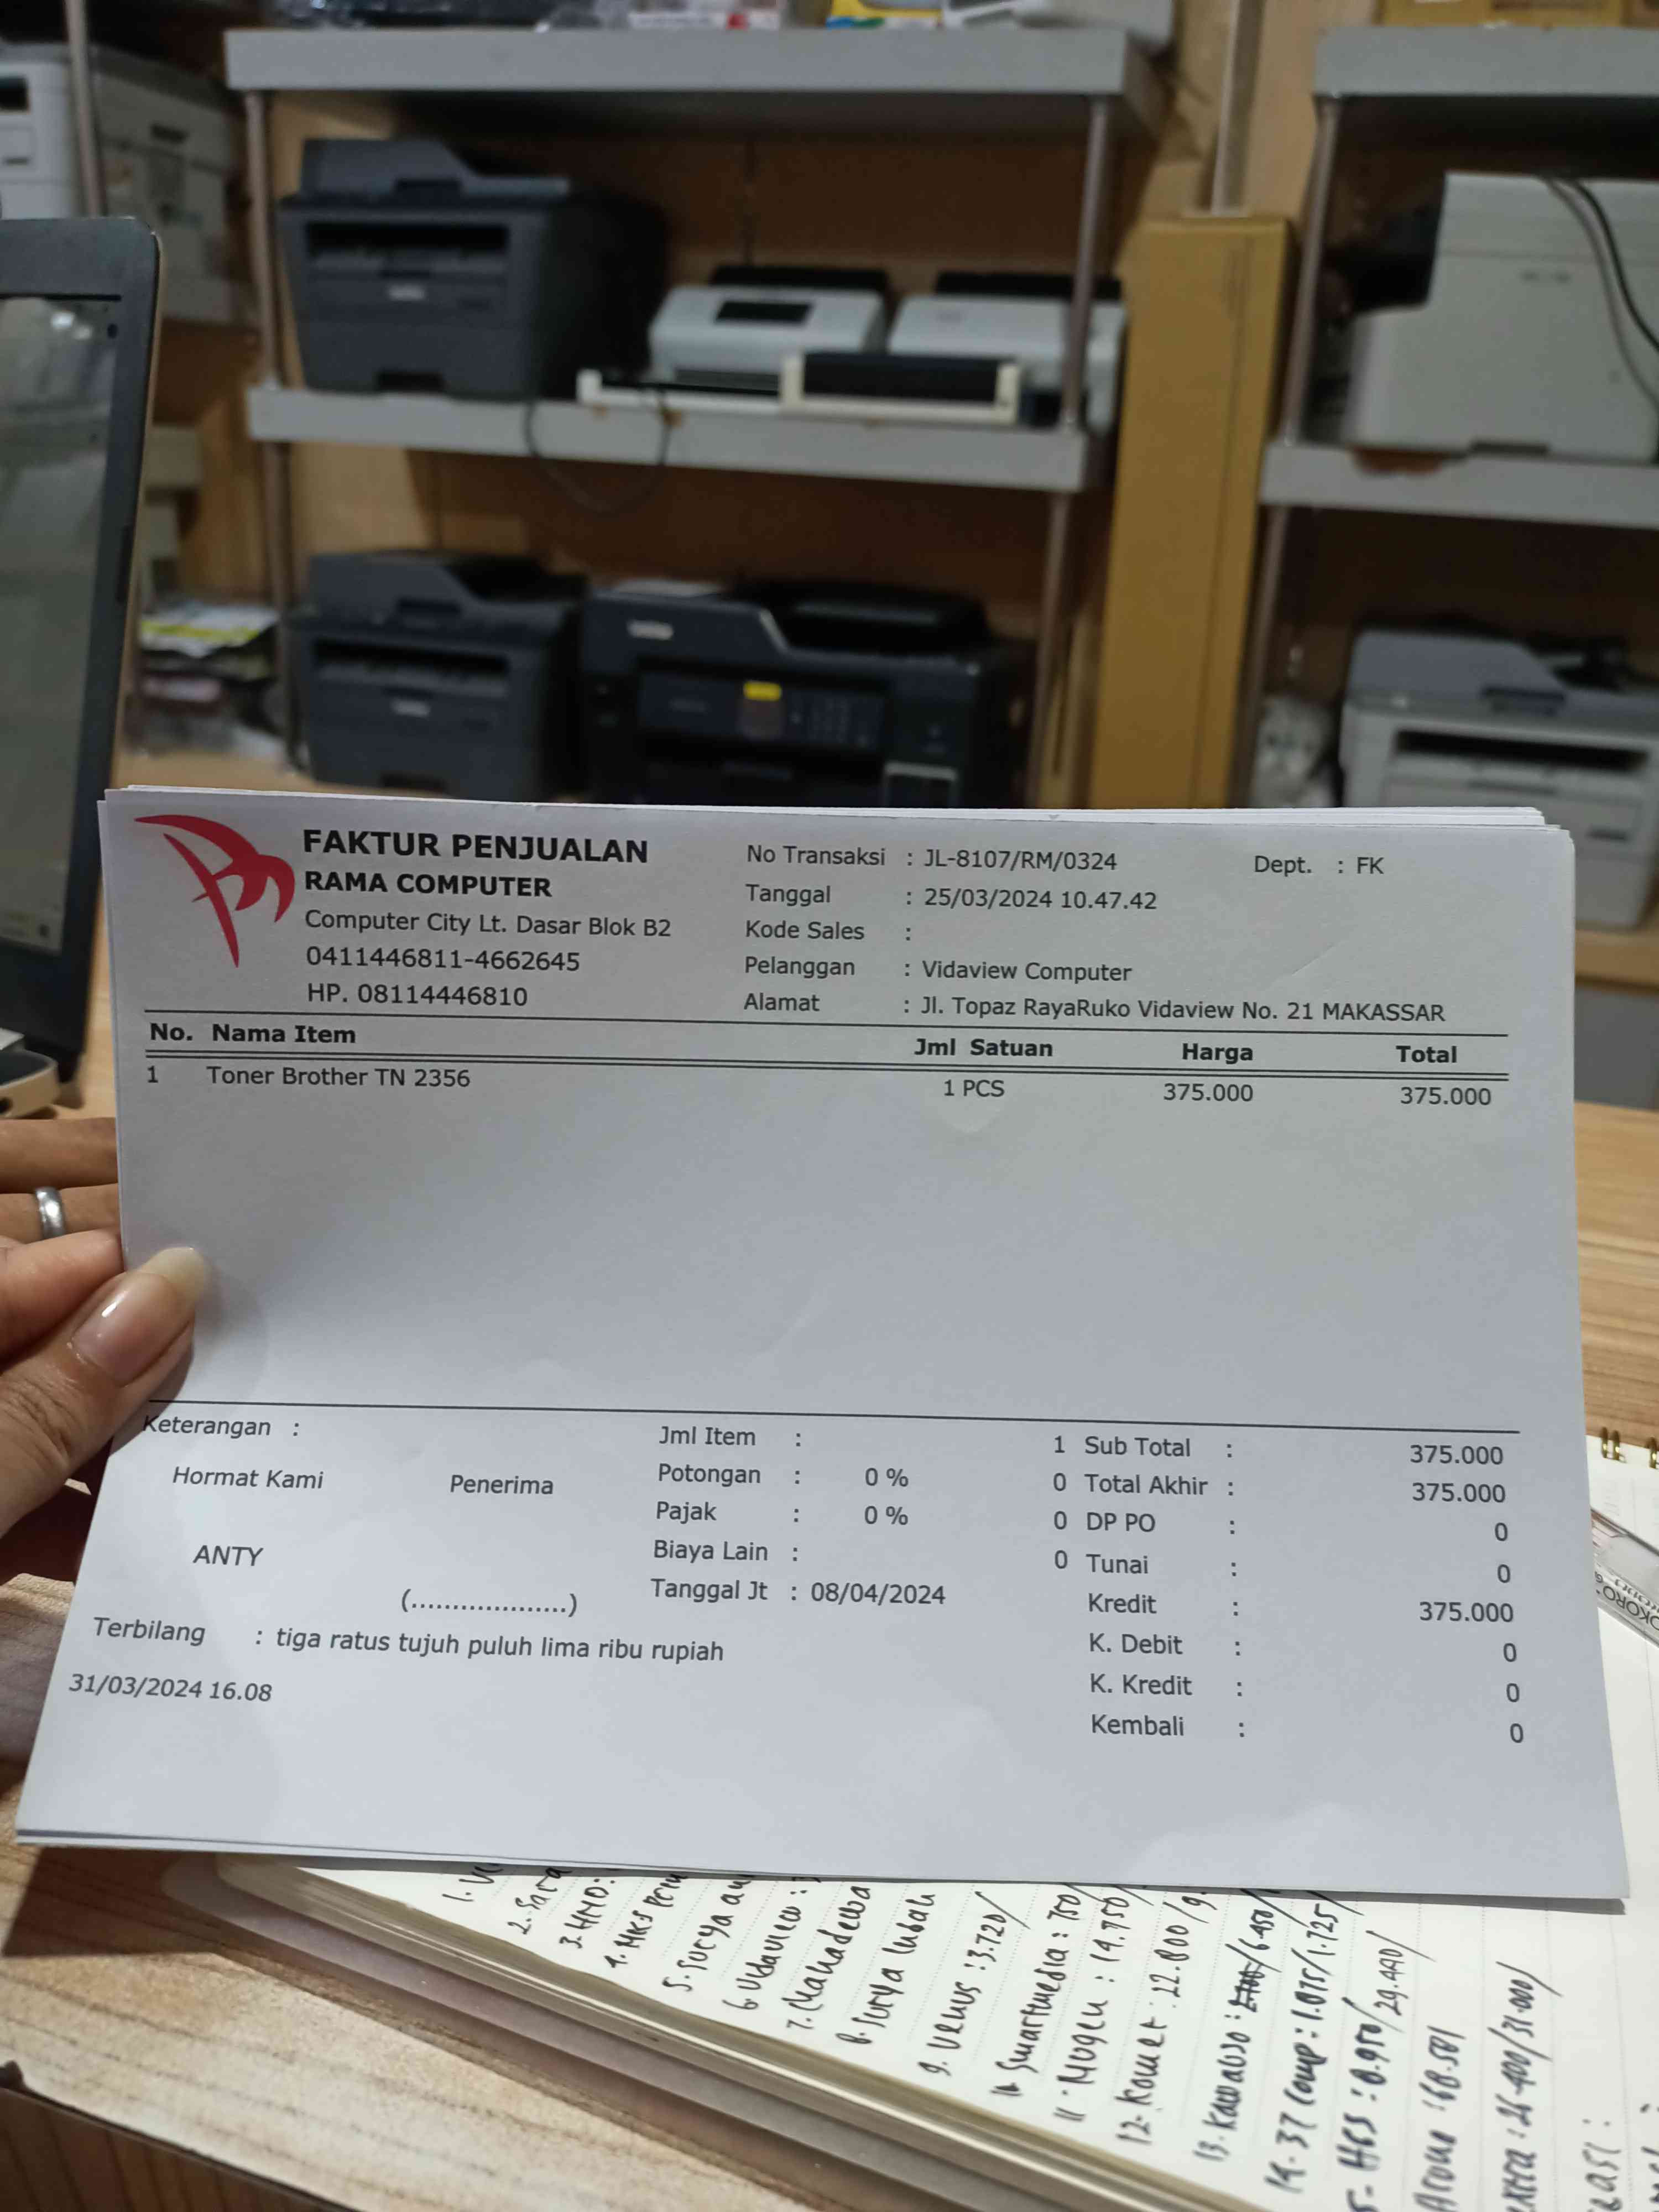 FAKTUR PENJUALAN
RAMA COMPUTER
Computer City Lt. Dasar Blok B2
0411446811-4662645
HP. 08114446810
No Transaksi : JL-8107/RM/0324 Dept. : FK
Tanggal : 25/03/2024 10.47.42
Kode Sales :
Pelanggan : Vidaview Computer
Alamat : Jl. Topaz RayaRuko Vidaview No. 21 MAKASSAR
No. Nama Item Jml Satuan Harga Total
1 Toner Brother TN 2356 1 PCS 375.000 375.000
Keterangan :
Hormat Kami Penerima
ANTY
(...................)
Jml Item : 1
Potongan : 0 % 0
Pajak : 0 % 0
Biaya Lain : 0
Tanggal Jt : 08/04/2024
Sub Total : 375.000
Total Akhir : 375.000
DP PO : 0
Tunai : 0
Kredit : 375.000
K. Debit : 0
K. Kredit : 0
Kembali : 0
Terbilang : tiga ratus tujuh puluh lima ribu rupiah
31/03/2024 16.08
1.
2.
3. HMO:
4. MKS
5. Surya
6. Vidaview :
7. Mahadewa
8. Surya
9. Venus : 3.720/
Smartmedia : 750/
11. Nugen : 14.750/
12. Komet : 22.800/
13.
14. 37 Comp : 1.075/1.725/